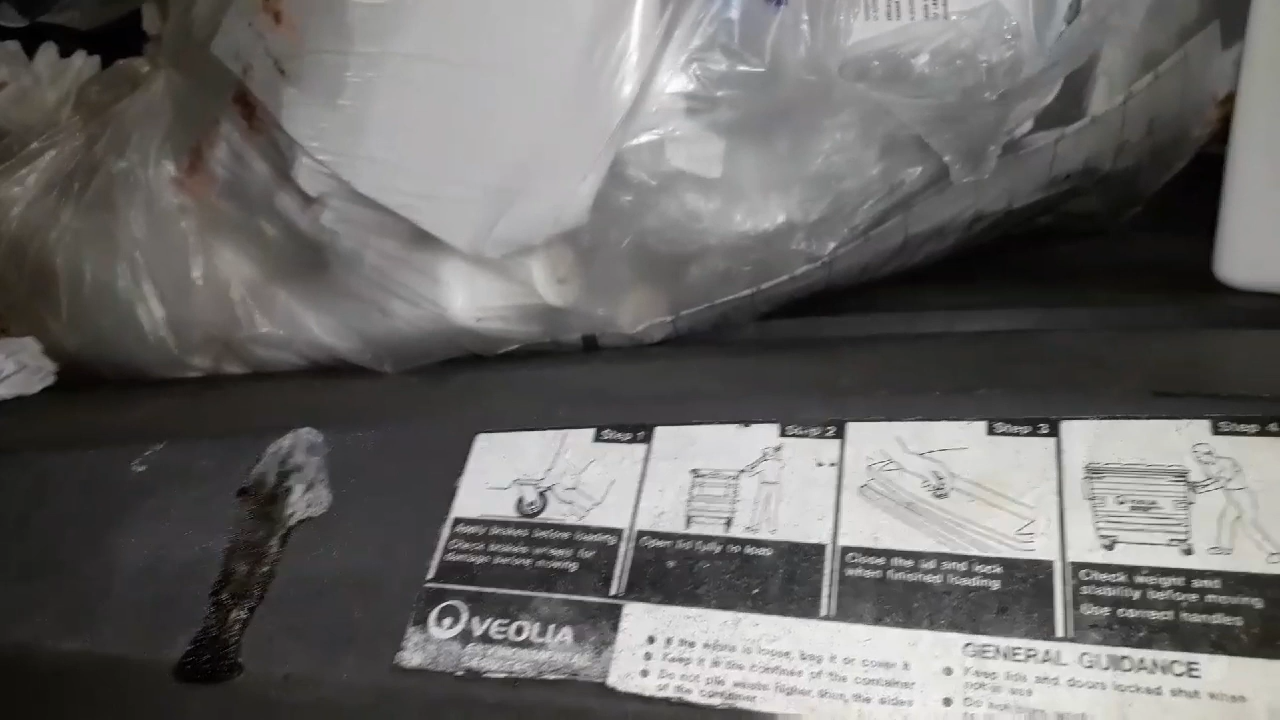 Step 1
Step 2
Step 3
Step 4
Apply brakes before loading
Check brakes wheels for
damage before moving
Open lid fully to load
Close the lid and lock
when finished loading
Check weight and
stability before moving
Use correct handles
VEOLIA
ENVIRONMENTAL
If the waste is loose, bag it or cover it
Keep it in the confines of the container
Do not pile waste higher than the sides
of the container
GENERAL GUIDANCE
Keep lids and doors locked shut when
not in use
Do not